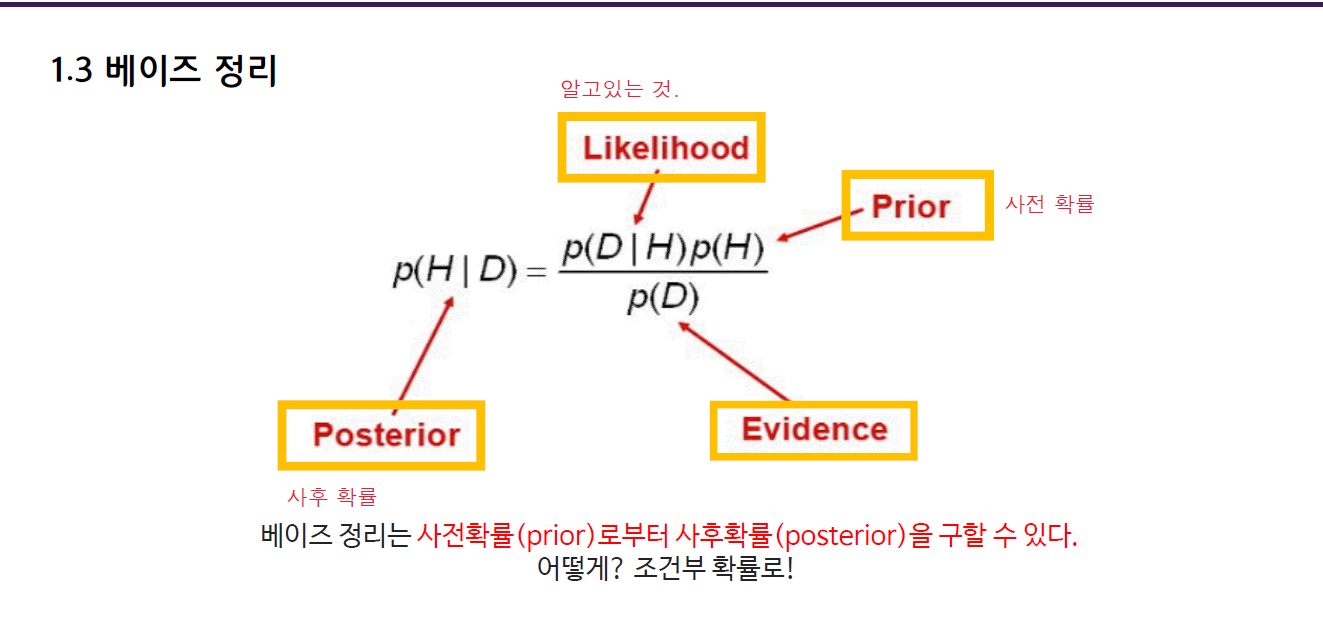 1.3 베이즈 정리
알고있는 것.
Likelihood
Prior
사전 확률
p(H | D) = p(D | H)p(H) / p(D)
Posterior
Evidence
사후 확률
베이즈 정리는 사전확률(prior)로부터 사후확률(posterior)을 구할 수 있다.
어떻게? 조건부 확률로!